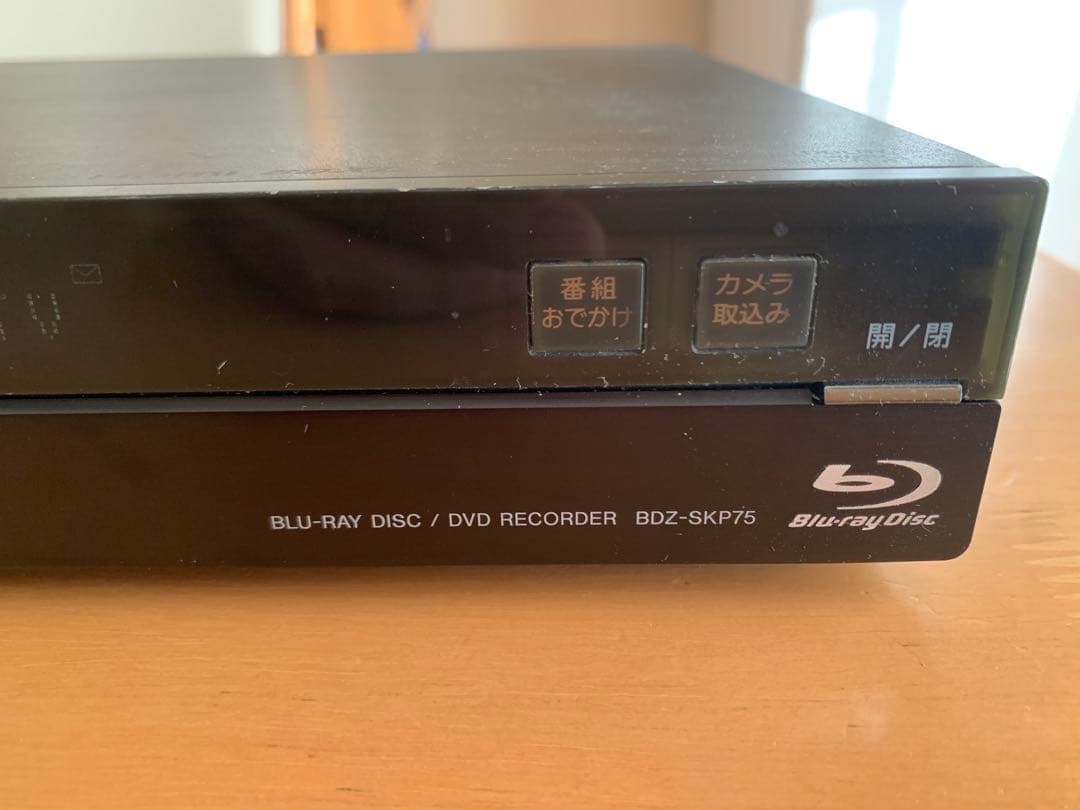 番組
おでかけ
カメラ
取込み
開/閉
BLU-RAY DISC / DVD RECORDER BDZ-SKP75
Blu-ray Disc